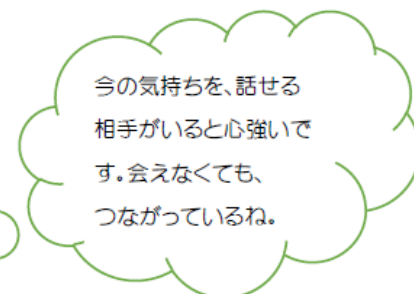 今の気持ちを、話せる
相手がいると心強いで
す。会えなくても、
つながっているね。